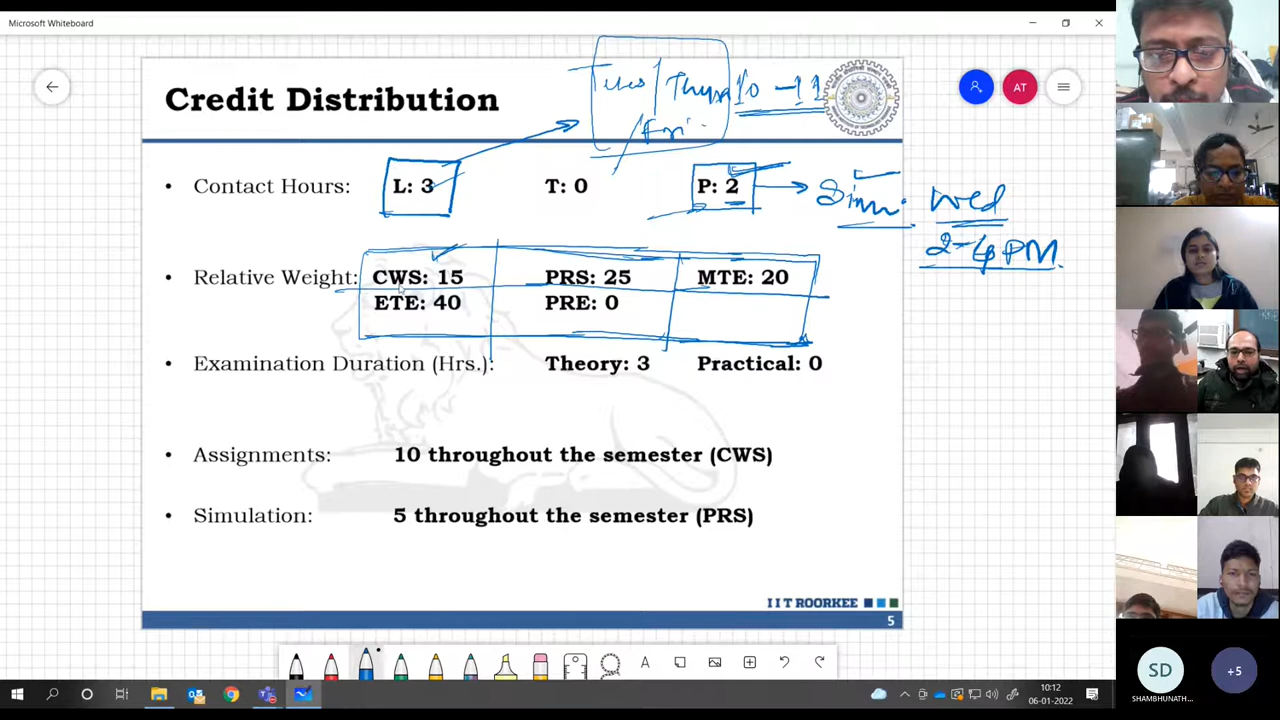 Microsoft Whiteboard
Credit Distribution
Tues / Thurs 10 - 11
/ Fri
AT
Contact Hours: L: 3 T: 0 P: 2
Sim. Wed
2-4 PM
Relative Weight: CWS: 15 PRS: 25 MTE: 20
ETE: 40 PRE: 0
Examination Duration (Hrs.): Theory: 3 Practical: 0
Assignments: 10 throughout the semester (CWS)
Simulation: 5 throughout the semester (PRS)
IIT ROORKEE
5
SD
+5
SHAMBHUNATH...
10:12
06-01-2022